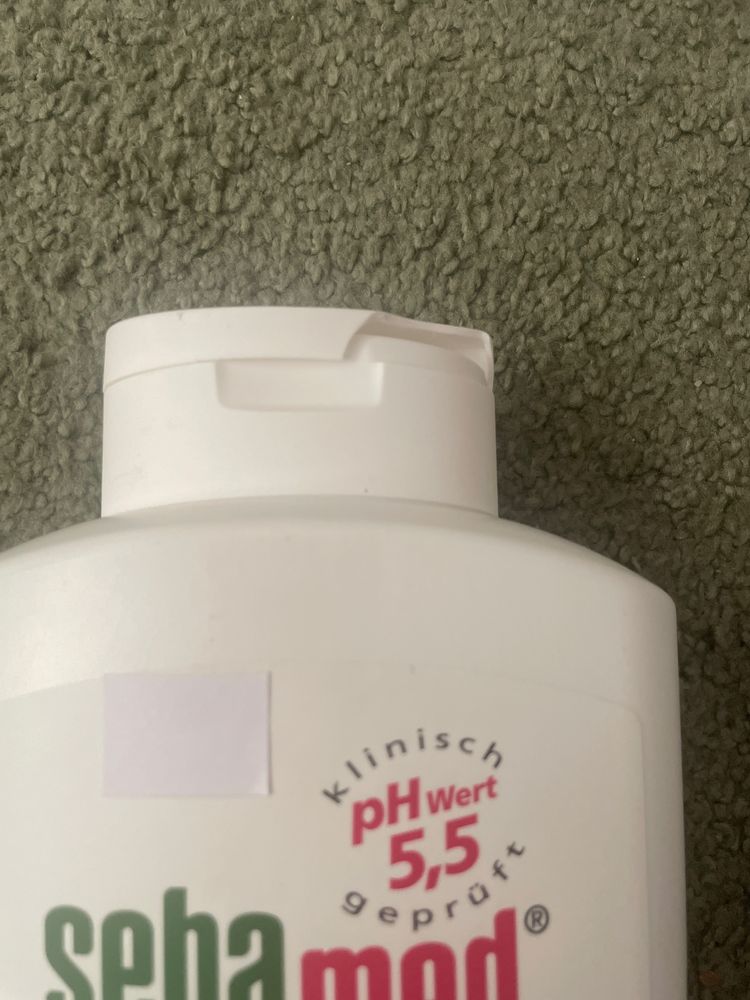 klinisch
pH Wert
5,5
geprüft
sebamed®